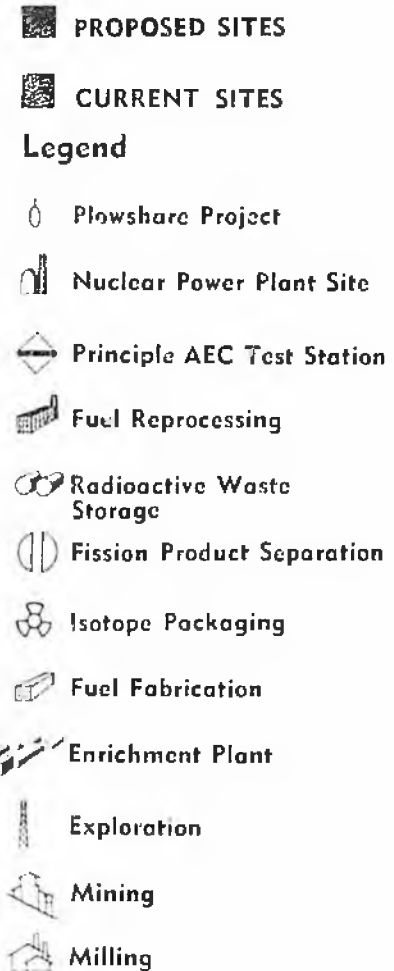 PROPOSED SITES
CURRENT SITES
Legend
Plowshare Project
Nuclear Power Plant Site
Principle AEC Test Station
Fuel Reprocessing
Radioactive Waste
Storage
Fission Product Separation
Isotope Packaging
Fuel Fabrication
Enrichment Plant
Exploration
Mining
Milling